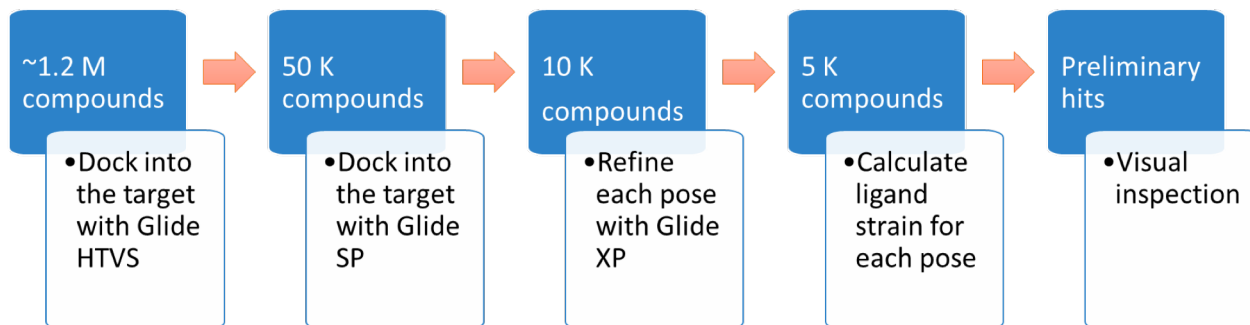 ~1.2 M
compounds
•Dock into
the target
with Glide
HTVS
50 K
compounds
•Dock into
the target
with Glide
SP
10 K
compounds
•Refine
each pose
with Glide
XP
5 K
compounds
•Calculate
ligand
strain for
each pose
Preliminary
hits
•Visual
inspection